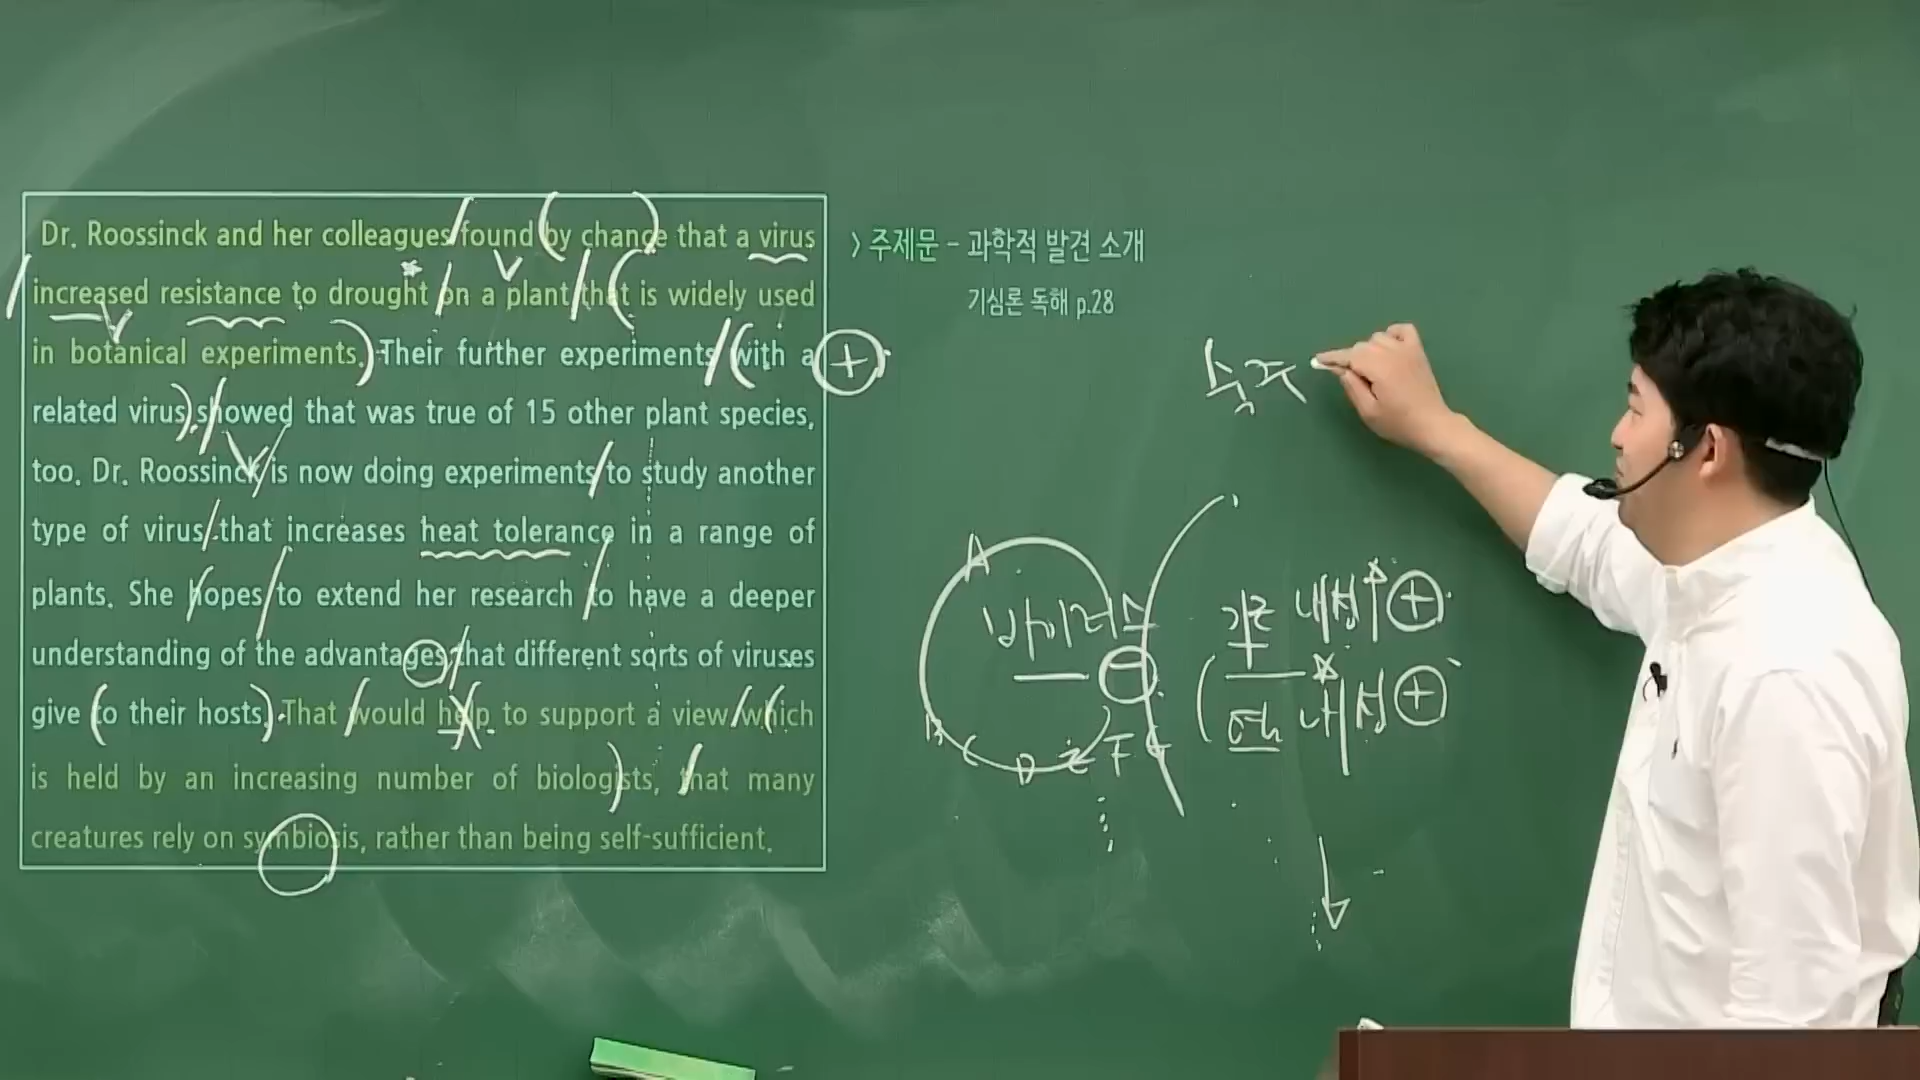 Dr. Roossinck and her colleagues found by chance that a virus
increased resistance to drought on a plant that is widely used
in botanical experiments. Their further experiments with a
related virus showed that was true of 15 other plant species,
too. Dr. Roossinck is now doing experiments to study another
type of virus that increases heat tolerance in a range of
plants. She hopes to extend her research to have a deeper
understanding of the advantages that different sorts of viruses
give to their hosts. That would help to support a view which
is held by an increasing number of biologists, that many
creatures rely on symbiosis, rather than being self-sufficient.
> 주제문 - 과학적 발견 소개
기심론 독해 p.28
숙주
A
바이러스
가뭄 내성↑ +
열 내성 +
B C D E F G